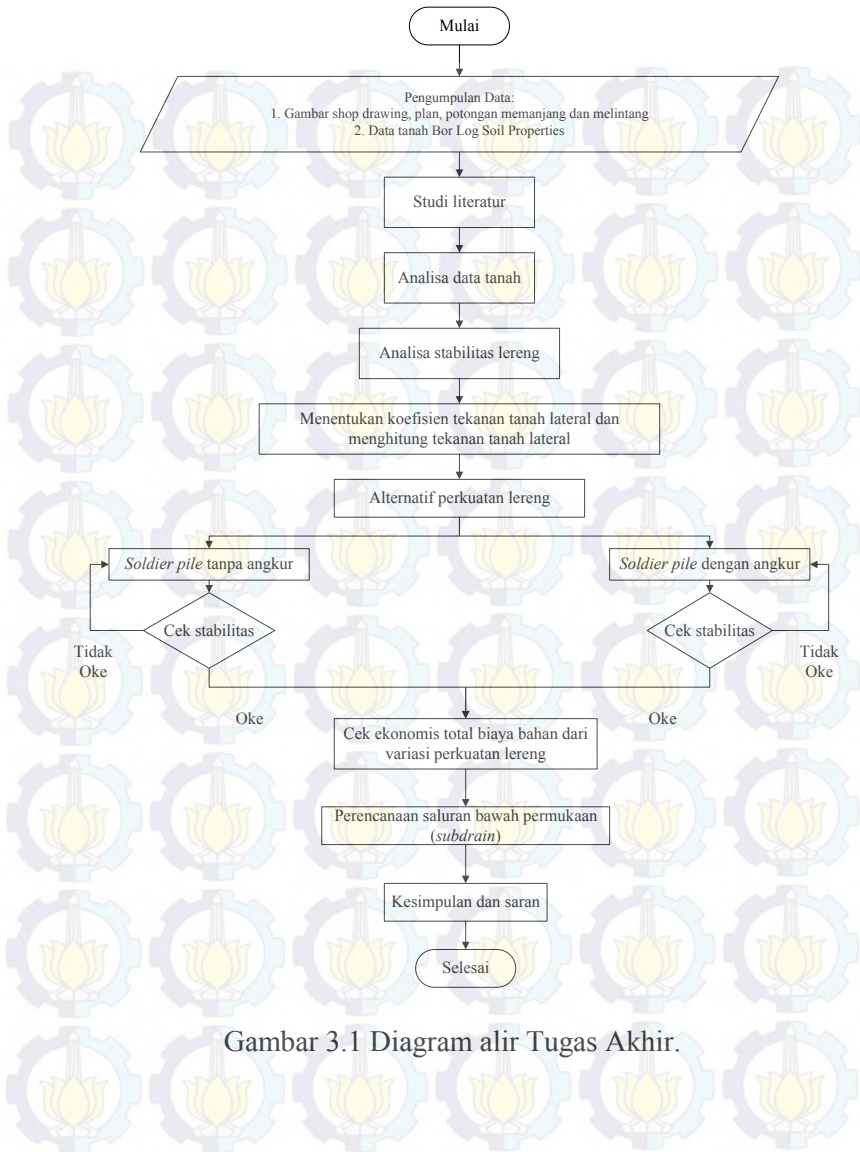 Mulai
Pengumpulan Data:
1. Gambar shop drawing, plan, potongan memanjang dan melintang
2. Data tanah Bor Log Soil Properties
Studi literatur
Analisa data tanah
Analisa stabilitas lereng
Menentukan koefisien tekanan tanah lateral dan
menghitung tekanan tanah lateral
Alternatif perkuatan lereng
Soldier pile tanpa angkur
Soldier pile dengan angkur
Cek stabilitas
Cek stabilitas
Tidak
Oke
Tidak
Oke
Oke
Oke
Cek ekonomis total biaya bahan dari
variasi perkuatan lereng
Perencanaan saluran bawah permukaan
(subdrain)
Kesimpulan dan saran
Selesai
Gambar 3.1 Diagram alir Tugas Akhir.